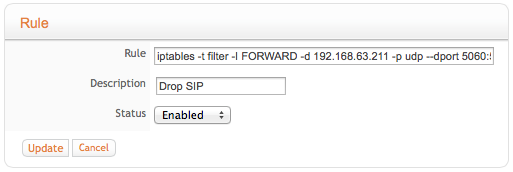 Rule
Rule iptables -t filter -I FORWARD -d 192.168.63.211 -p udp --dport 5060:
Description Drop SIP
Status Enabled
Update Cancel